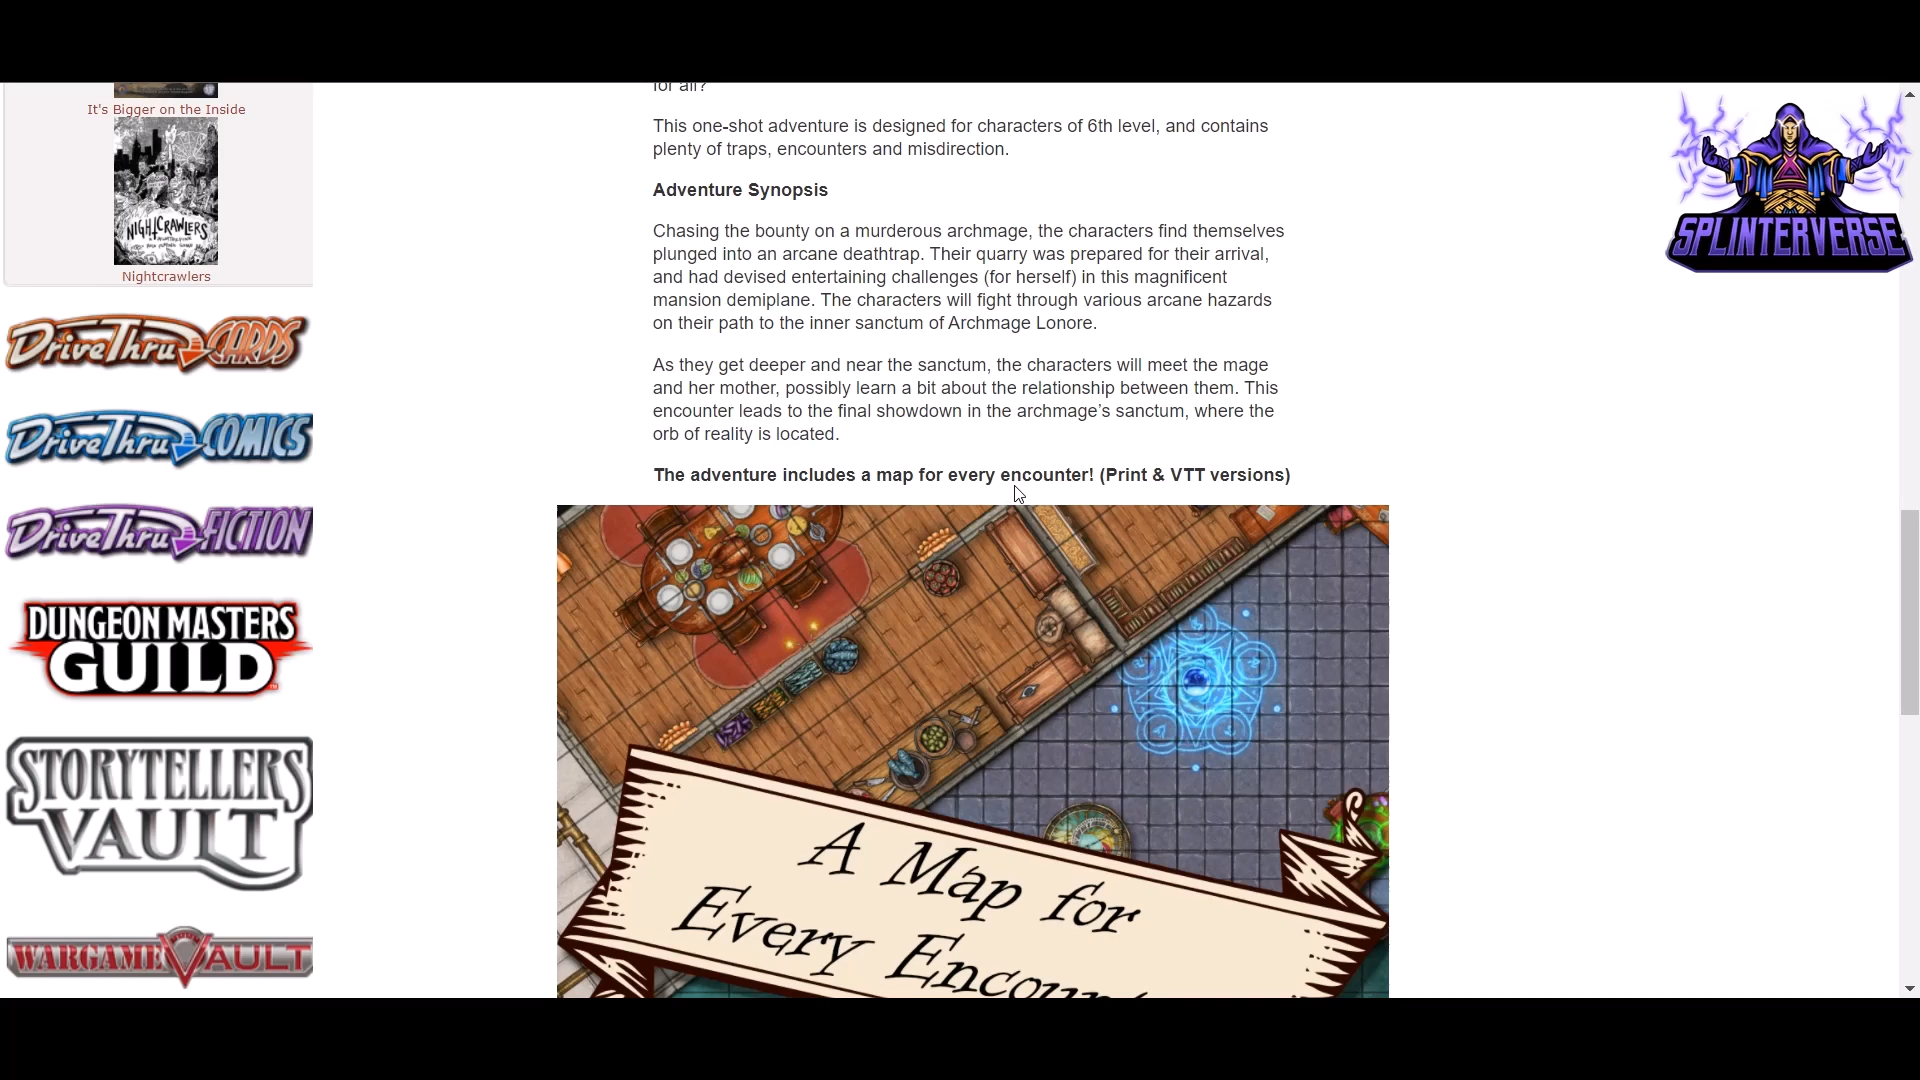 It's Bigger on the Inside
NIGHTCRAWLERS
Nightcrawlers
DriveThru CARDS
DriveThru COMICS
DriveThru FICTION
DUNGEON MASTERS
GUILD
STORYTELLERS
VAULT
WARGAME VAULT
for all?
This one-shot adventure is designed for characters of 6th level, and contains
plenty of traps, encounters and misdirection.
Adventure Synopsis
Chasing the bounty on a murderous archmage, the characters find themselves
plunged into an arcane deathtrap. Their quarry was prepared for their arrival,
and had devised entertaining challenges (for herself) in this magnificent
mansion demiplane. The characters will fight through various arcane hazards
on their path to the inner sanctum of Archmage Lonore.
As they get deeper and near the sanctum, the characters will meet the mage
and her mother, possibly learn a bit about the relationship between them. This
encounter leads to the final showdown in the archmage’s sanctum, where the
orb of reality is located.
The adventure includes a map for every encounter! (Print & VTT versions)
A Map for
Every Encount
SPLINTERVERSE